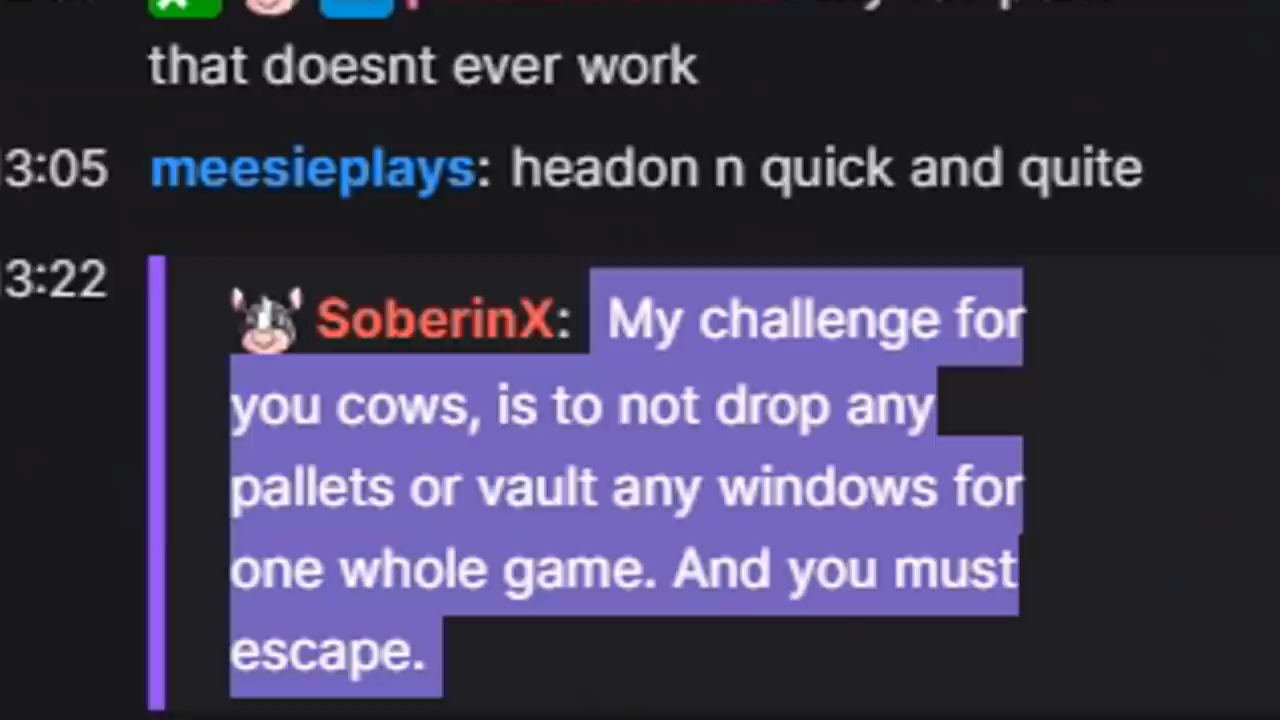 that doesnt ever work
3:05 meesieplays: headon n quick and quite
3:22
SoberinX: My challenge for
you cows, is to not drop any
pallets or vault any windows for
one whole game. And you must
escape.